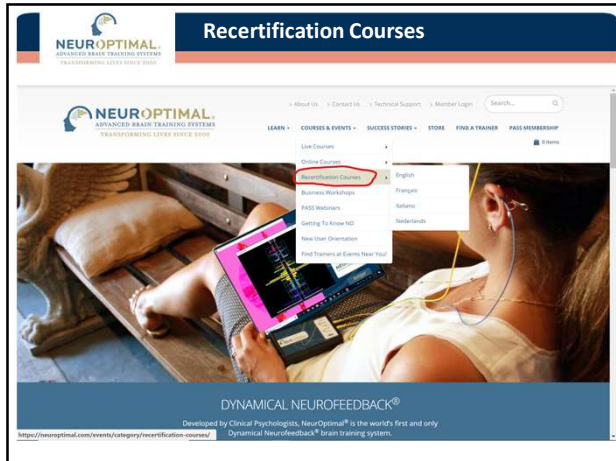 NEUROPTIMAL®
ADVANCED BRAIN TRAINING SYSTEMS
TRANSFORMING LIVES SINCE 2000
Recertification Courses
> About Us > Contact Us > Technical Support > Member Login Search...
NEUROPTIMAL®
ADVANCED BRAIN TRAINING SYSTEMS
TRANSFORMING LIVES SINCE 2000
LEARN COURSES & EVENTS SUCCESS STORIES STORE FIND A TRAINER PASS MEMBERSHIP
0 items
Live Courses
Online Courses
Recertification Courses
Business Workshops
PASS Webinars
Getting To Know NO
New User Orientation
Find Trainers at Events Near You!
English
Français
Italiano
Nederlands
DYNAMICAL NEUROFEEDBACK®
Developed by Clinical Psychologists, NeurOptimal® is the world's first and only
Dynamical Neurofeedback® brain training system.
https://neuroptimal.com/events/category/recertification-courses/